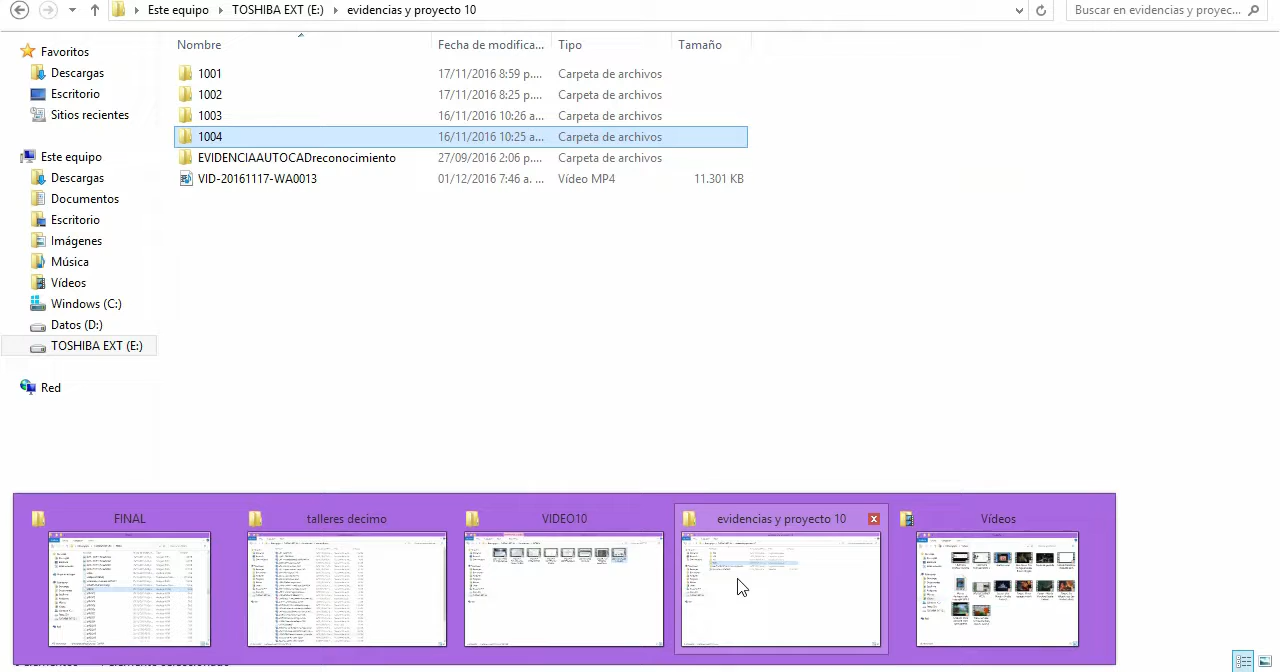 Este equipo TOSHIBA EXT (E:) evidencias y proyecto 10 Buscar en evidencias y proyec...
Nombre Fecha de modifica... Tipo Tamaño
Favoritos
Descargas
Escritorio
Sitios recientes
Este equipo
Descargas
Documentos
Escritorio
Imágenes
Música
Vídeos
Windows (C:)
Datos (D:)
TOSHIBA EXT (E:)
Red
1001 17/11/2016 8:59 p.... Carpeta de archivos
1002 17/11/2016 8:25 p.... Carpeta de archivos
1003 16/11/2016 10:26 a... Carpeta de archivos
1004 16/11/2016 10:25 a... Carpeta de archivos
EVIDENCIAAUTOCADreconocimiento 27/09/2016 2:06 p.... Carpeta de archivos
VID-20161117-WA0013 01/12/2016 7:46 a. ... Vídeo MP4 11.301 KB
FINAL talleres decimo VIDEO10 evidencias y proyecto 10 Vídeos